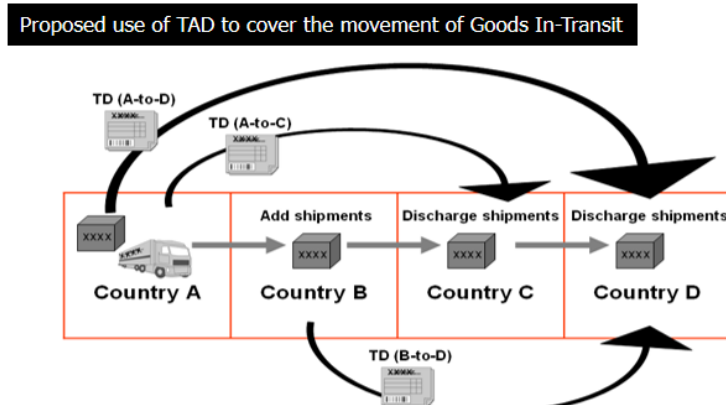 Proposed use of TAD to cover the movement of Goods In-Transit
TD (A-to-D)
TD (A-to-C)
Add shipments
Discharge shipments
Discharge shipments
XXXX
XXXX
XXXX
XXXX
Country A
Country B
Country C
Country D
TD (B-to-D)